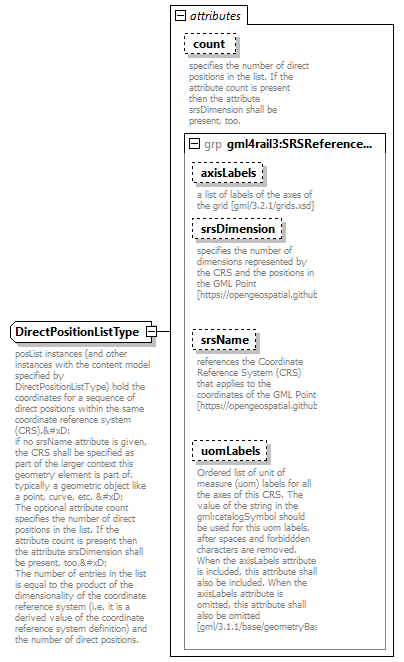 attributes
count
specifies the number of direct
positions in the list. If the
attribute count is present
then the attribute
srsDimension shall be
present, too.
grp gml4rail3:SRSReference...
axisLabels
a list of labels of the axes of
the grid [gml/3.2.1/grids.xsd]
srsDimension
specifies the number of
dimensions represented by
the CRS and the positions in
the GML Point
[https://opengeospatial.github
srsName
references the Coordinate
Reference System (CRS)
that applies to the
coordinates of the GML Point
[https://opengeospatial.github
uomLabels
Ordered list of unit of
measure (uom) labels for all
the axes of this CRS. The
value of the string in the
gml:catalogSymbol should
be used for this uom labels,
after spaces and forbiddden
characters are removed.
When the axisLabels attribute
is included, this attribute shall
also be included. When the
axisLabels attribute is
omitted, this attribute shall
also be omitted
[gml/3.1.1/base/geometryBas
DirectPositionListType
posList instances (and other
instances with the content model
specified by
DirectPositionListType) hold the
coordinates for a sequence of
direct positions within the same
coordinate reference system
(CRS).&#xD;
if no srsName attribute is given,
the CRS shall be specified as
part of the larger context this
geometry element is part of,
typically a geometric object like
a point, curve, etc. &#xD;
The optional attribute count
specifies the number of direct
positions in the list. If the
attribute count is present then
the attribute srsDimension shall
be present, too.&#xD;
The number of entries in the list
is equal to the product of the
dimensionality of the coordinate
reference system (i.e. it is a
derived value of the coordinate
reference system definition) and
the number of direct positions.